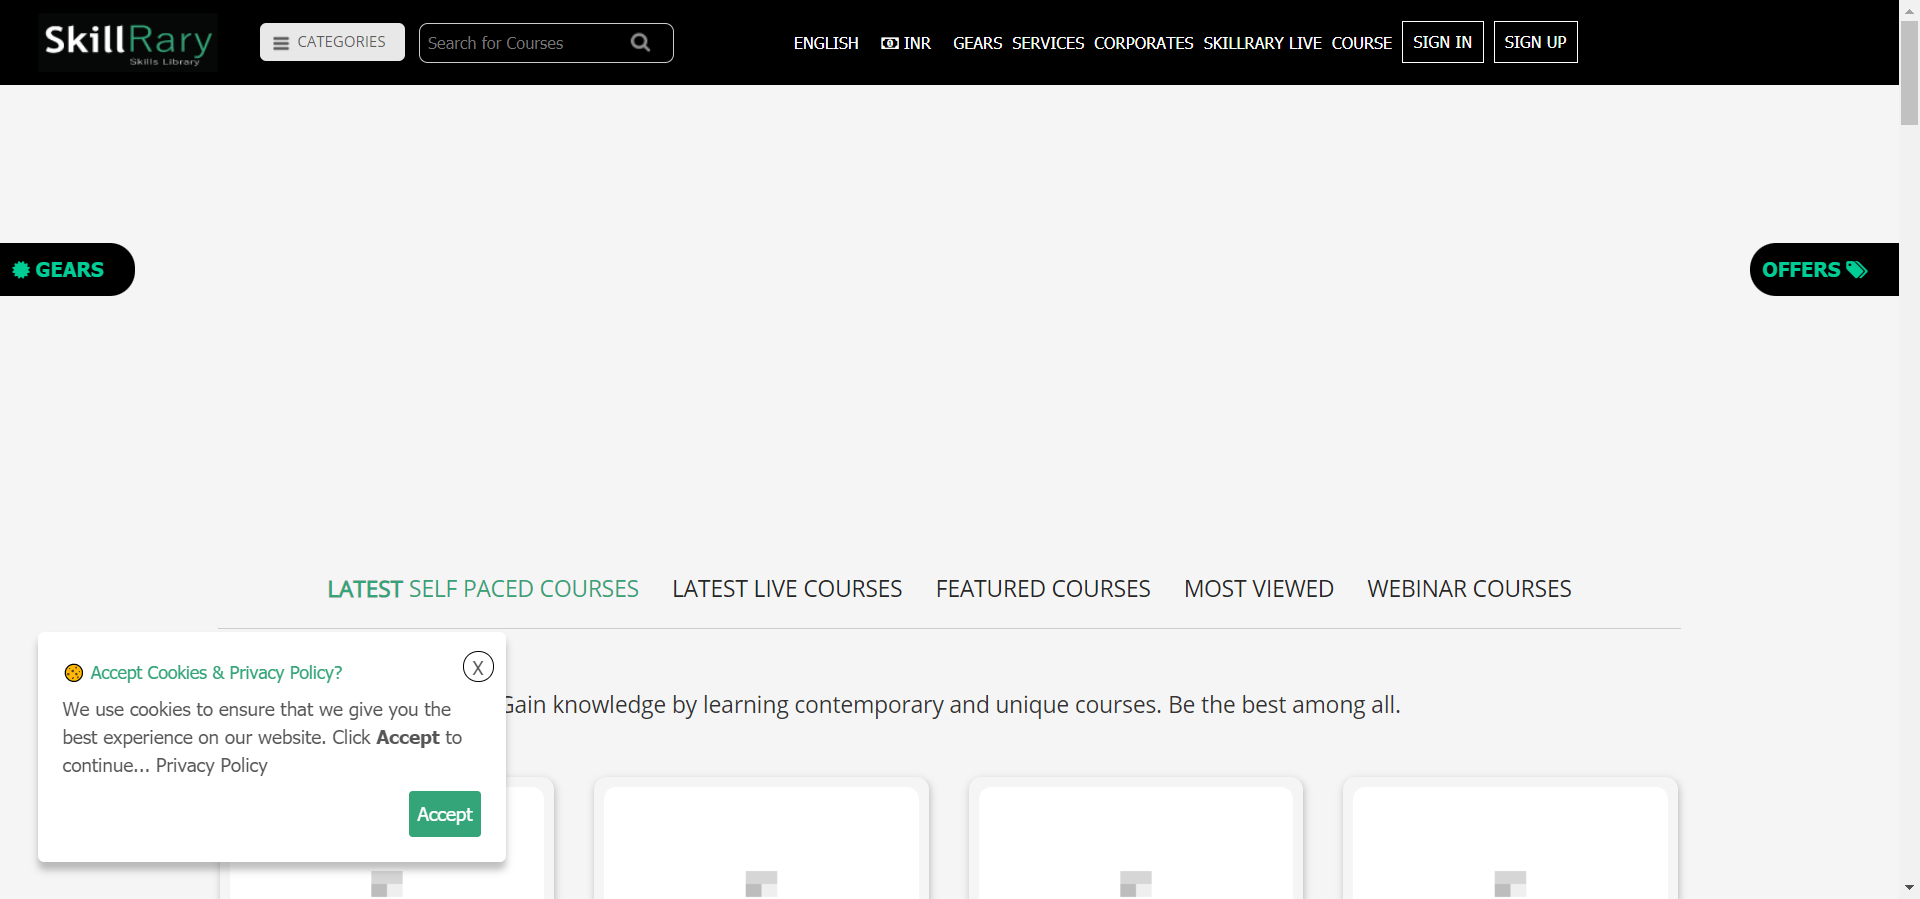 SkillRary
Skills Library
CATEGORIES
Search for Courses
ENGLISH
INR
GEARS
SERVICES
CORPORATES
SKILLRARY LIVE
COURSE
SIGN IN
SIGN UP
GEARS
OFFERS
LATEST SELF PACED COURSES
LATEST LIVE COURSES
FEATURED COURSES
MOST VIEWED
WEBINAR COURSES
Gain knowledge by learning contemporary and unique courses. Be the best among all.
Accept Cookies & Privacy Policy?
X
We use cookies to ensure that we give you the
best experience on our website. Click Accept to
continue... Privacy Policy
Accept